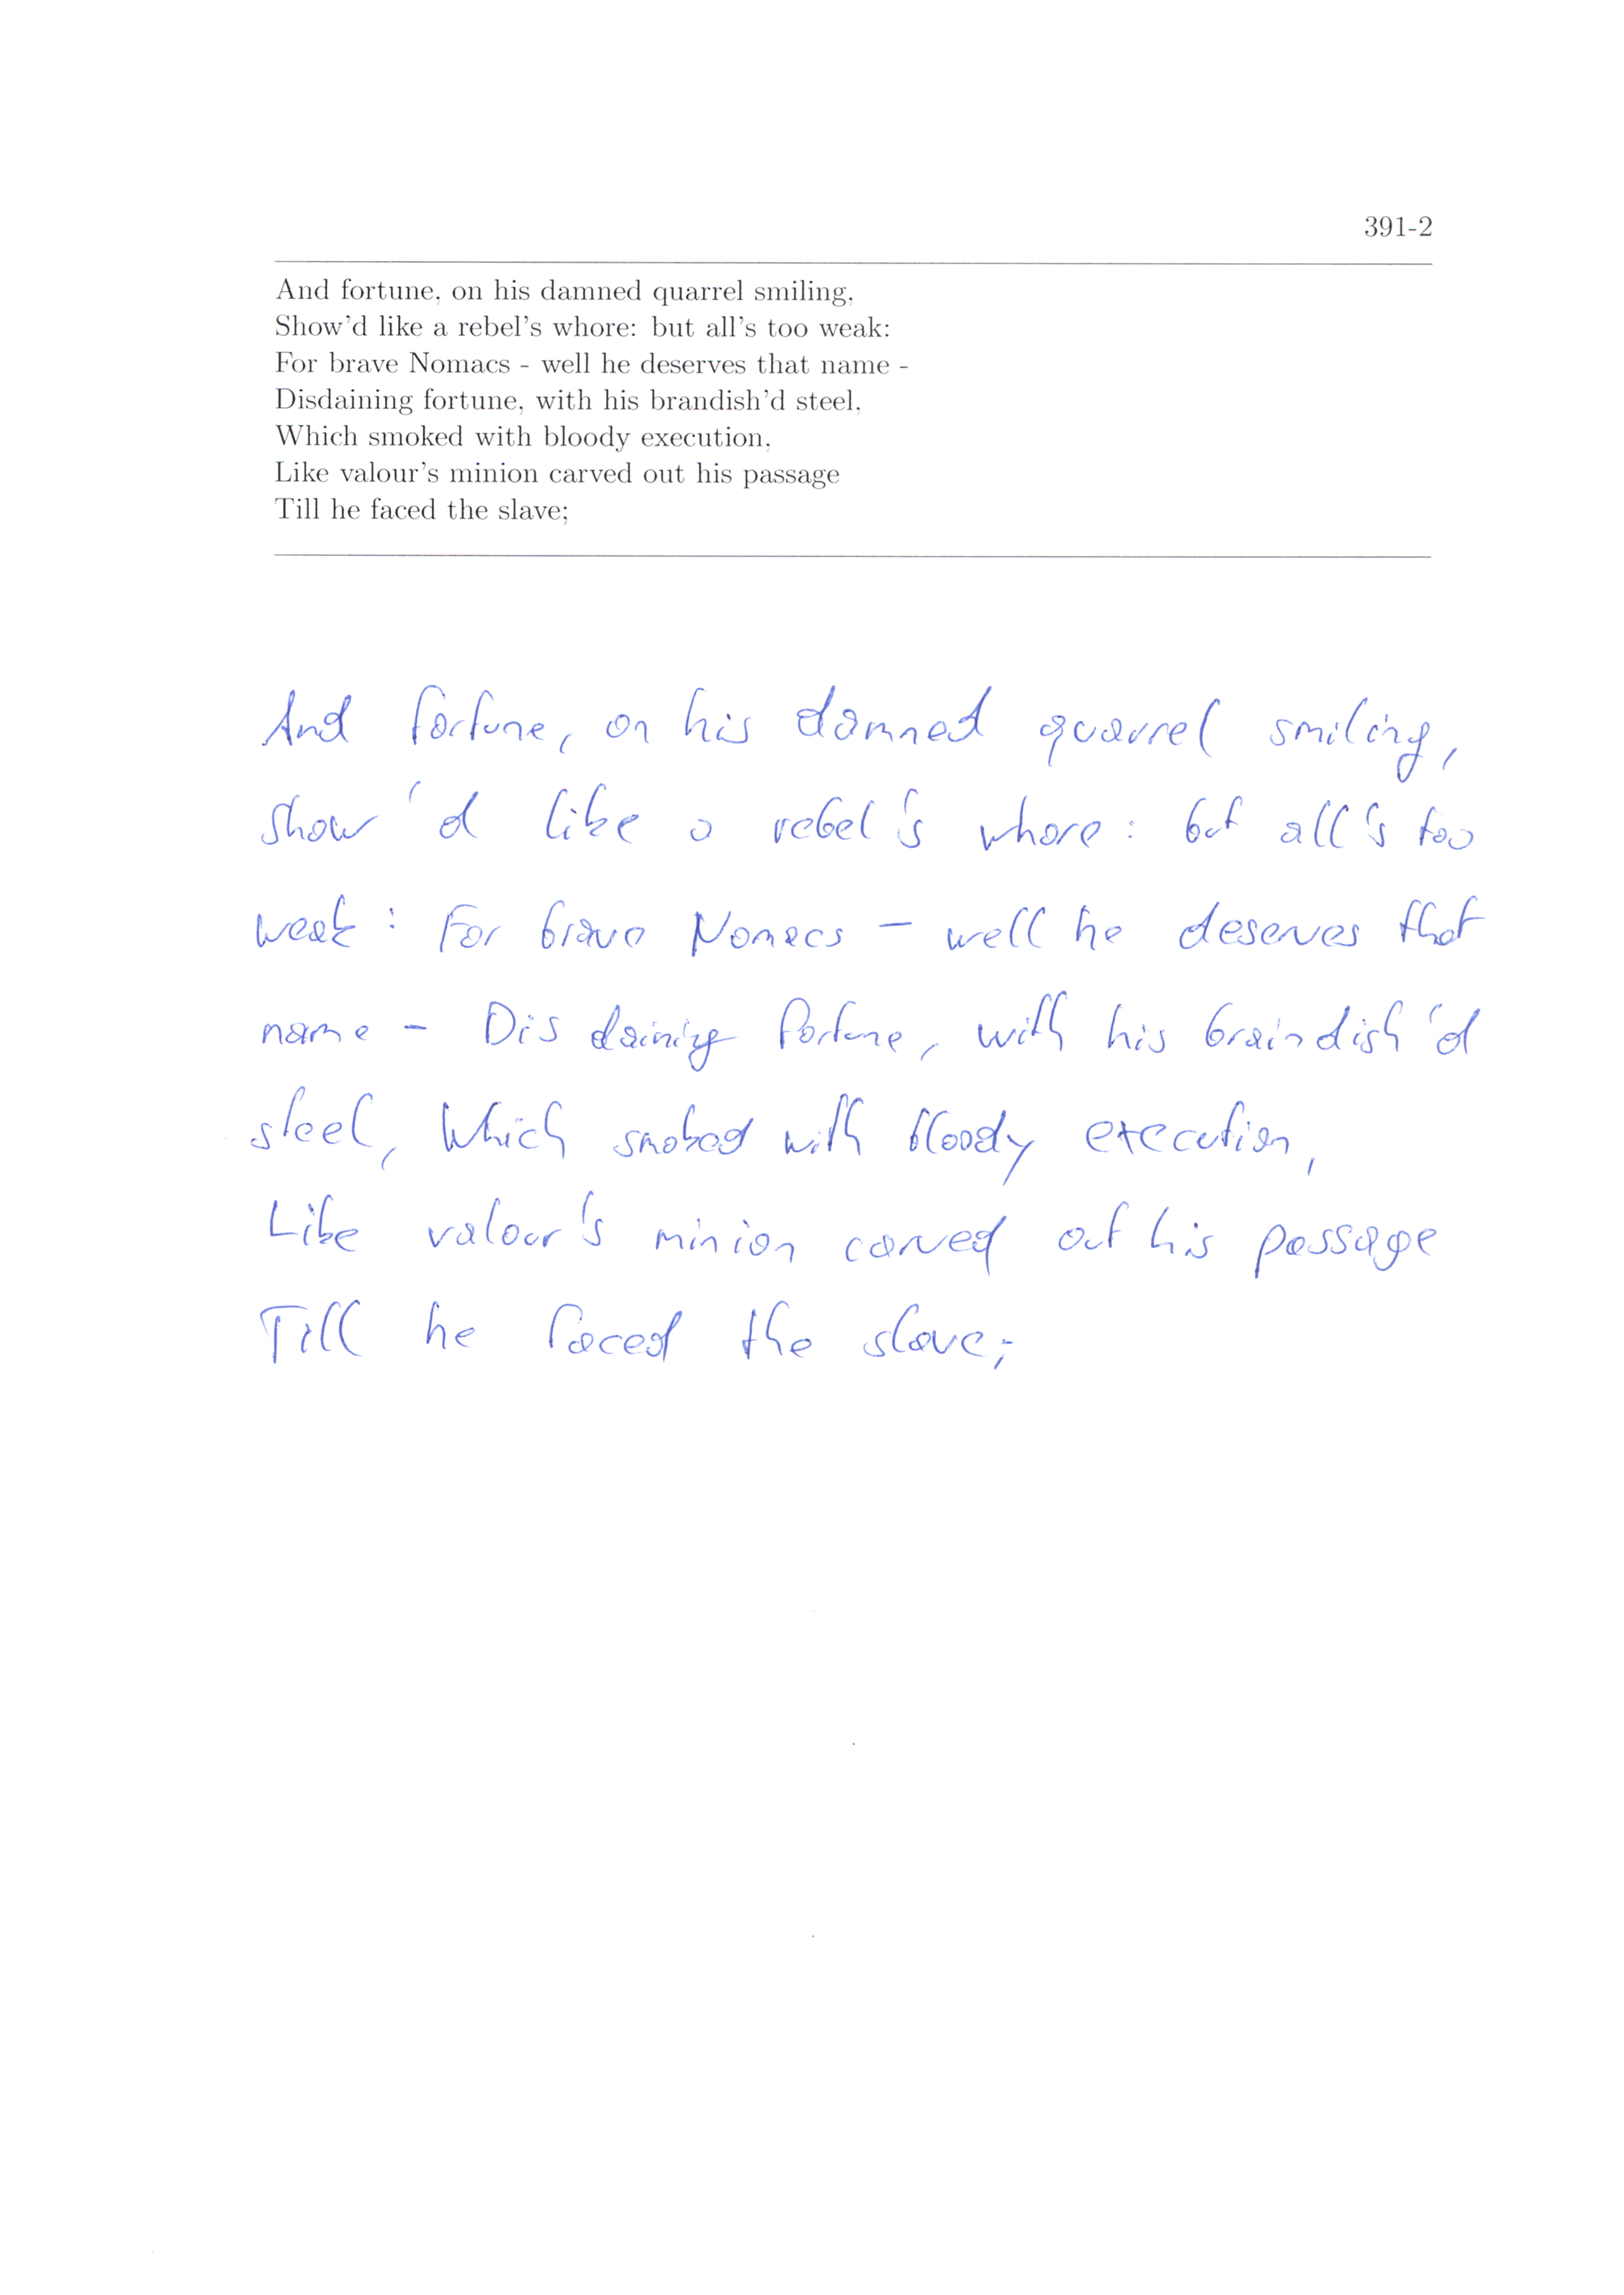 391-2
And fortune, on his damned quarrel smiling,
Show'd like a rebel's whore: but all's too weak:
For brave Nomacs - well he deserves that name -
Disdaining fortune, with his brandish'd steel,
Which smoked with bloody execution,
Like valour's minion carved out his passage
Till he faced the slave;
And fortune, on his damned quarrel smiling,
Show'd like a rebel's whore: but all's too
weak: For brave Nomacs - well he deserves that
name - Disdaining fortune, with his braindish'd
steel, Which smoked with bloody execution,
Like valour's minion carved out his passage
Till he faced the slave;